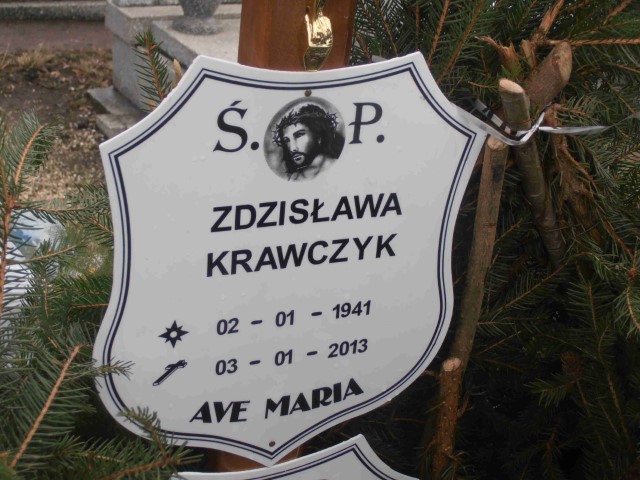 Ś. P.
ZDZISŁAWA
KRAWCZYK
02 - 01 - 1941
03 - 01 - 2013
AVE MARIA